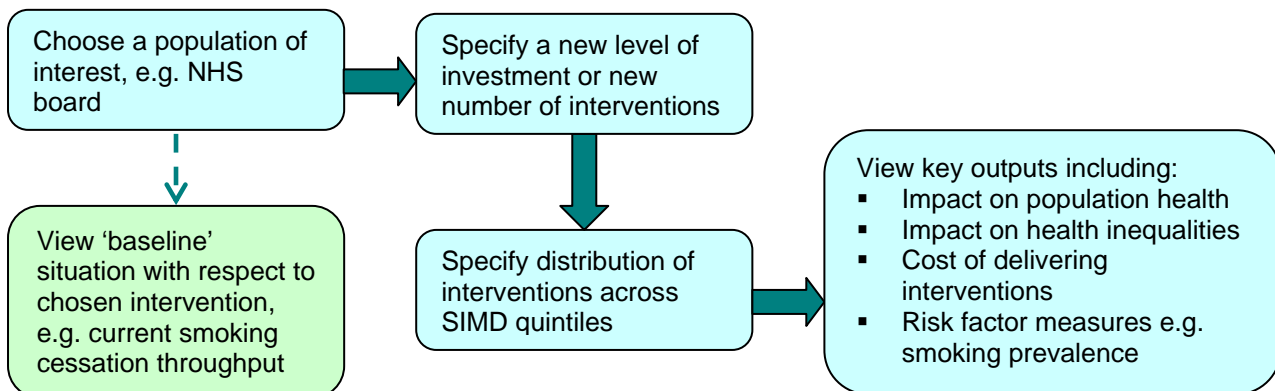 Choose a population of
interest, e.g. NHS
board
Specify a new level of
investment or new
number of interventions
View ‘baseline’
situation with respect to
chosen intervention,
e.g. current smoking
cessation throughput
Specify distribution of
interventions across
SIMD quintiles
View key outputs including:
▪ Impact on population health
▪ Impact on health inequalities
▪ Cost of delivering
interventions
▪ Risk factor measures e.g.
smoking prevalence